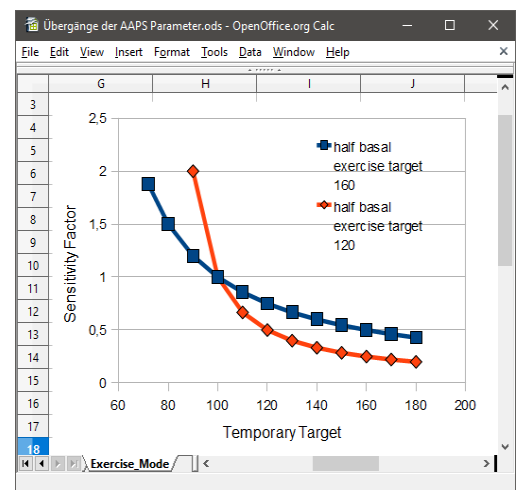 Übergänge der AAPS Parameter.ods - OpenOffice.org Calc
File Edit View Insert Format Tools Data Window Help
G H I J
3
4
5
6
7
8
9
10
11
12
13
14
15
16
17
18
2,5
2
1,5
1
0,5
0
Sensitivity Factor
half basal
exercise target
160
half basal
exercise target
120
60 80 100 120 140 160 180 200
Temporary Target
Exercise_Mode